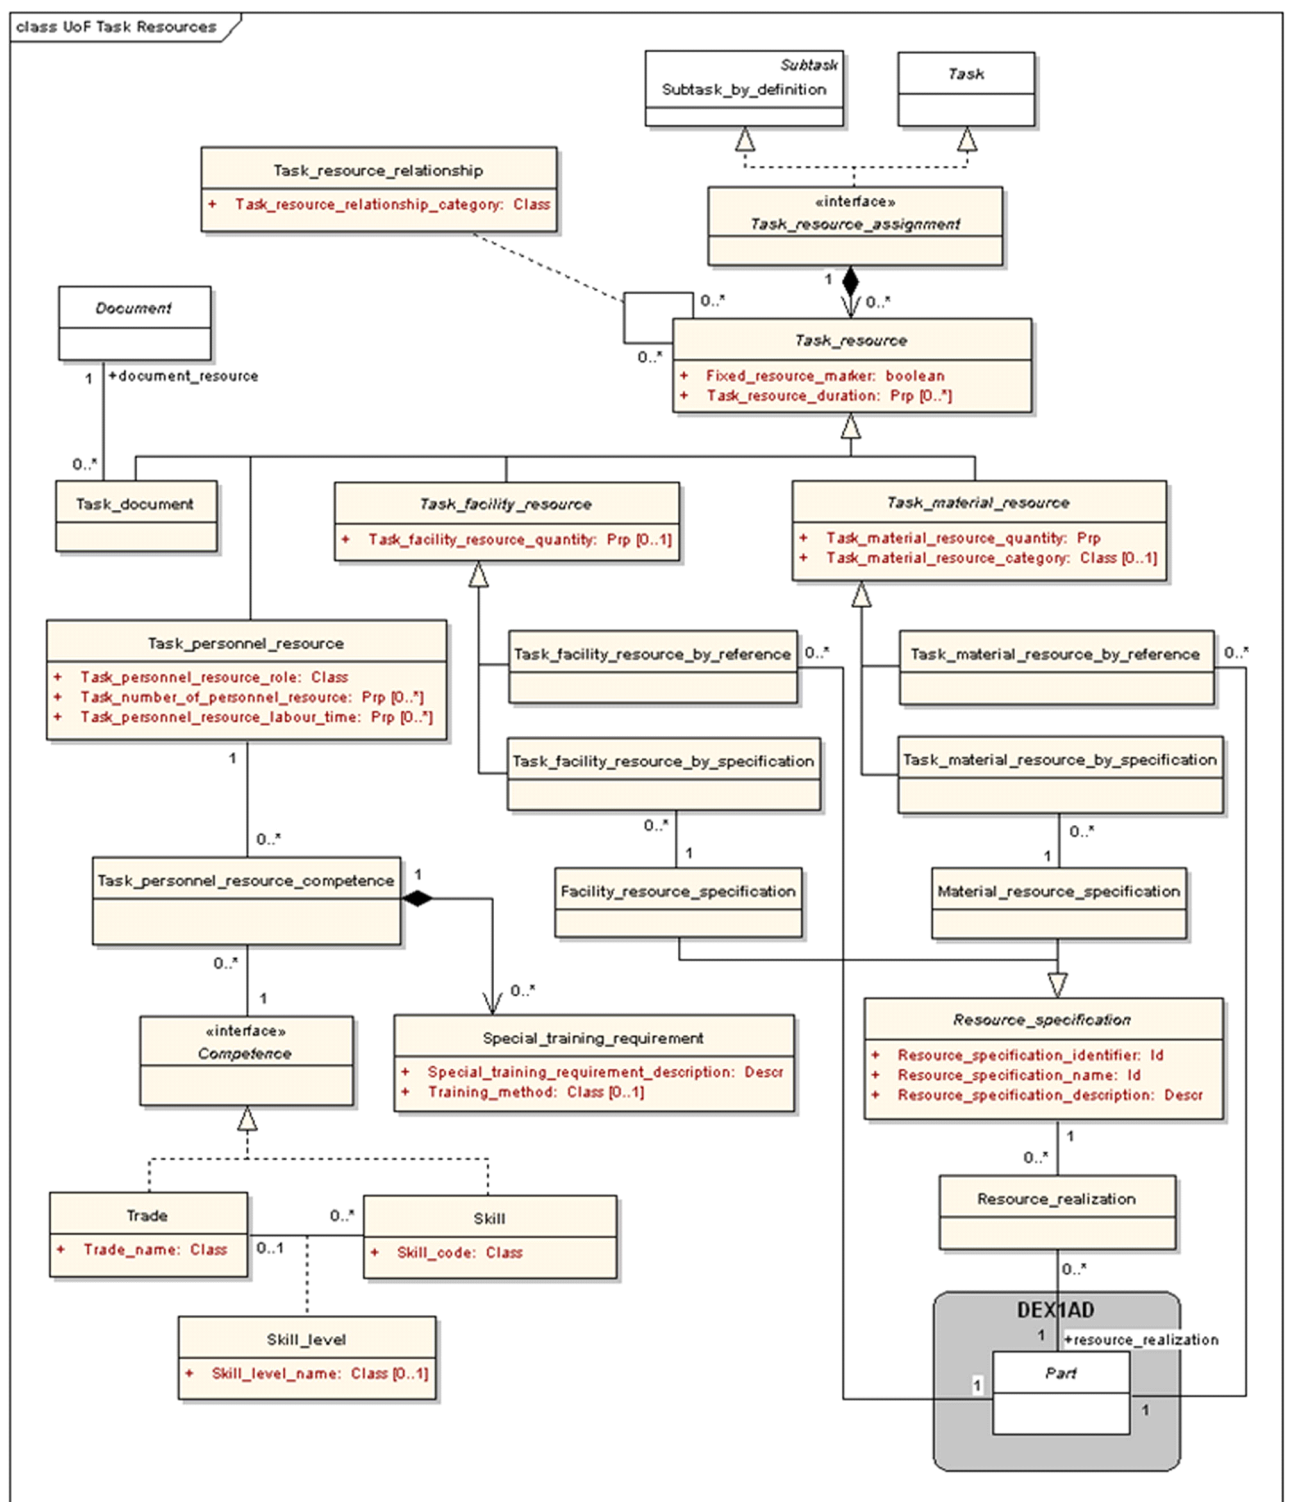 class UoF Task Resources
Subtask
Subtask_by_definition
Task
Task_resource_relationship
+ Task_resource_relationship_category: Class
«interface»
Task_resource_assignment
1
0..*
0..*
0..*
Document
1
+document_resource
0..*
Task_resource
+ Fixed_resource_marker: boolean
+ Task_resource_duration: Prp [0..*]
Task_document
Task_facility_resource
+ Task_facility_resource_quantity: Prp [0..1]
Task_material_resource
+ Task_material_resource_quantity: Prp
+ Task_material_resource_category: Class [0..1]
Task_personnel_resource
+ Task_personnel_resource_role: Class
+ Task_number_of_personnel_resource: Prp [0..*]
+ Task_personnel_resource_labour_time: Prp [0..*]
Task_facility_resource_by_reference
0..*
Task_material_resource_by_reference
0..*
Task_facility_resource_by_specification
Task_material_resource_by_specification
1
0..*
0..*
1
0..*
1
Task_personnel_resource_competence
1
Facility_resource_specification
Material_resource_specification
0..*
1
0..*
«interface»
Competence
Special_training_requirement
+ Special_training_requirement_description: Descr
+ Training_method: Class [0..1]
Resource_specification
+ Resource_specification_identifier: Id
+ Resource_specification_name: Id
+ Resource_specification_description: Descr
1
0..*
Trade
+ Trade_name: Class
0..*
0..1
Skill
+ Skill_code: Class
Resource_realization
0..*
Skill_level
+ Skill_level_name: Class [0..1]
DEX1AD
1
+resource_realization
Part
1
1